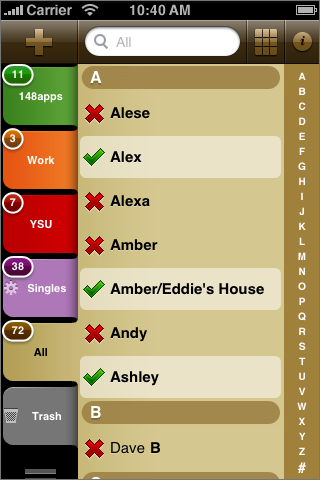 Carrier 10:40 AM
All
11
148apps
3
Work
7
YSU
38
Singles
72
All
Trash
A
Alese
Alex
Alexa
Amber
Amber/Eddie's House
Andy
Ashley
B
Dave B
A
B
C
D
E
F
G
H
I
J
K
L
M
N
O
P
Q
R
S
T
U
V
W
X
Y
Z
#